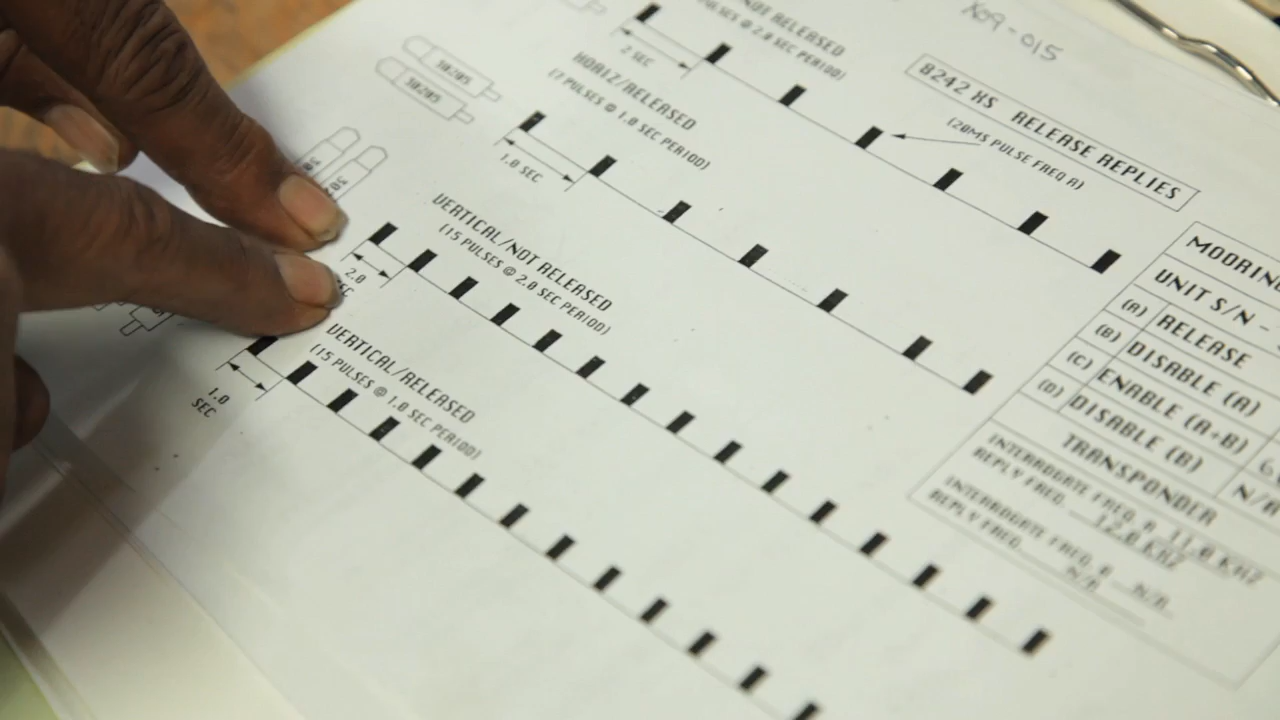 X09-015
NOT RELEASED
PULSES @ 2.0 SEC PERIOD)
2 SEC
8242 XS RELEASE REPLIES
(20MS PULSE FREQ A)
HORIZ/RELEASED
(7 PULSES @ 1.0 SEC PERIOD)
1.0 SEC
VERTICAL/NOT RELEASED
(15 PULSES @ 2.0 SEC PERIOD)
2.0
VERTICAL/RELEASED
(15 PULSES @ 1.0 SEC PERIOD)
1.0
SEC
UNIT S/N -
(A) RELEASE
(B) DISABLE (A)
(C) ENABLE (A+B)
(D) DISABLE (B)
N/A
TRANSPONDER
INTERROGATE FREQ. A 11.0 KHZ
REPLY FREQ. 12.0 KHZ
INTERROGATE FREQ. B N/A
REPLY FREQ. N/A